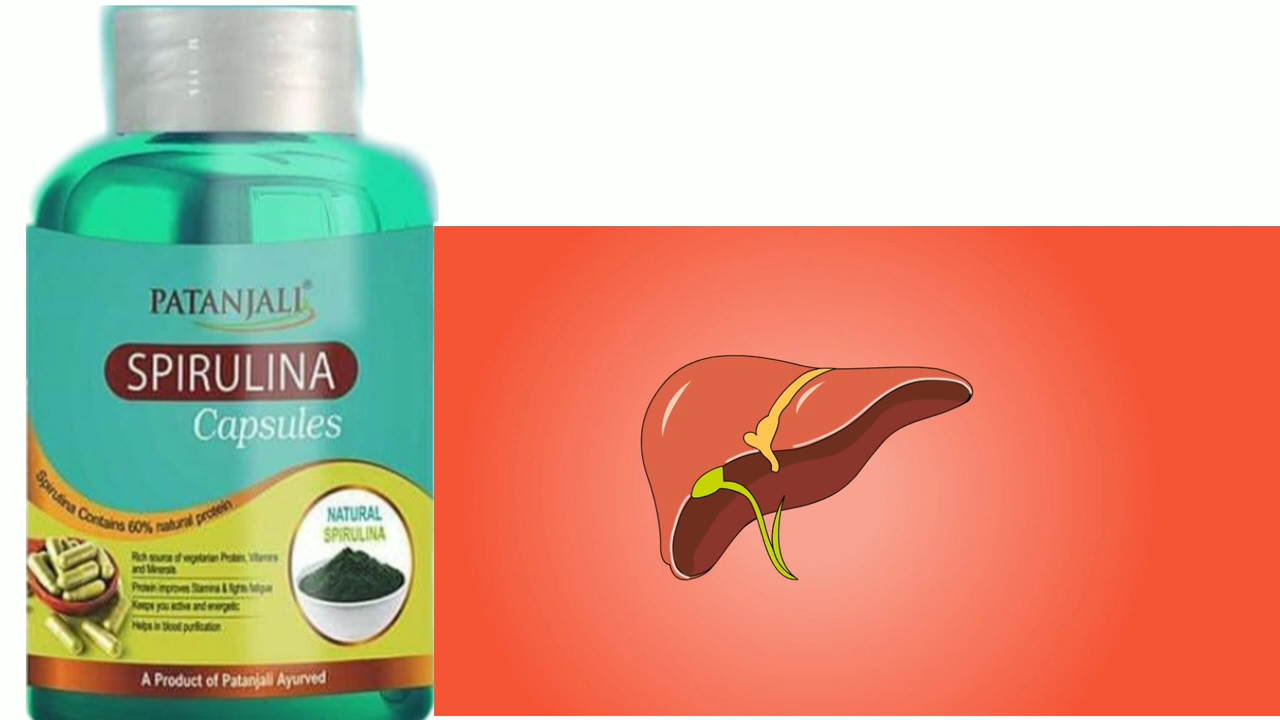 PATANJALI®
SPIRULINA
Capsules
Spirulina Contains 60% natural protein
NATURAL
SPIRULINA
Rich source of vegetarian Protein, Vitamins
and Minerals
Protein improves Stamina & fights fatigue
Keeps you active and energetic
Helps in blood purification
A Product of Patanjali Ayurved